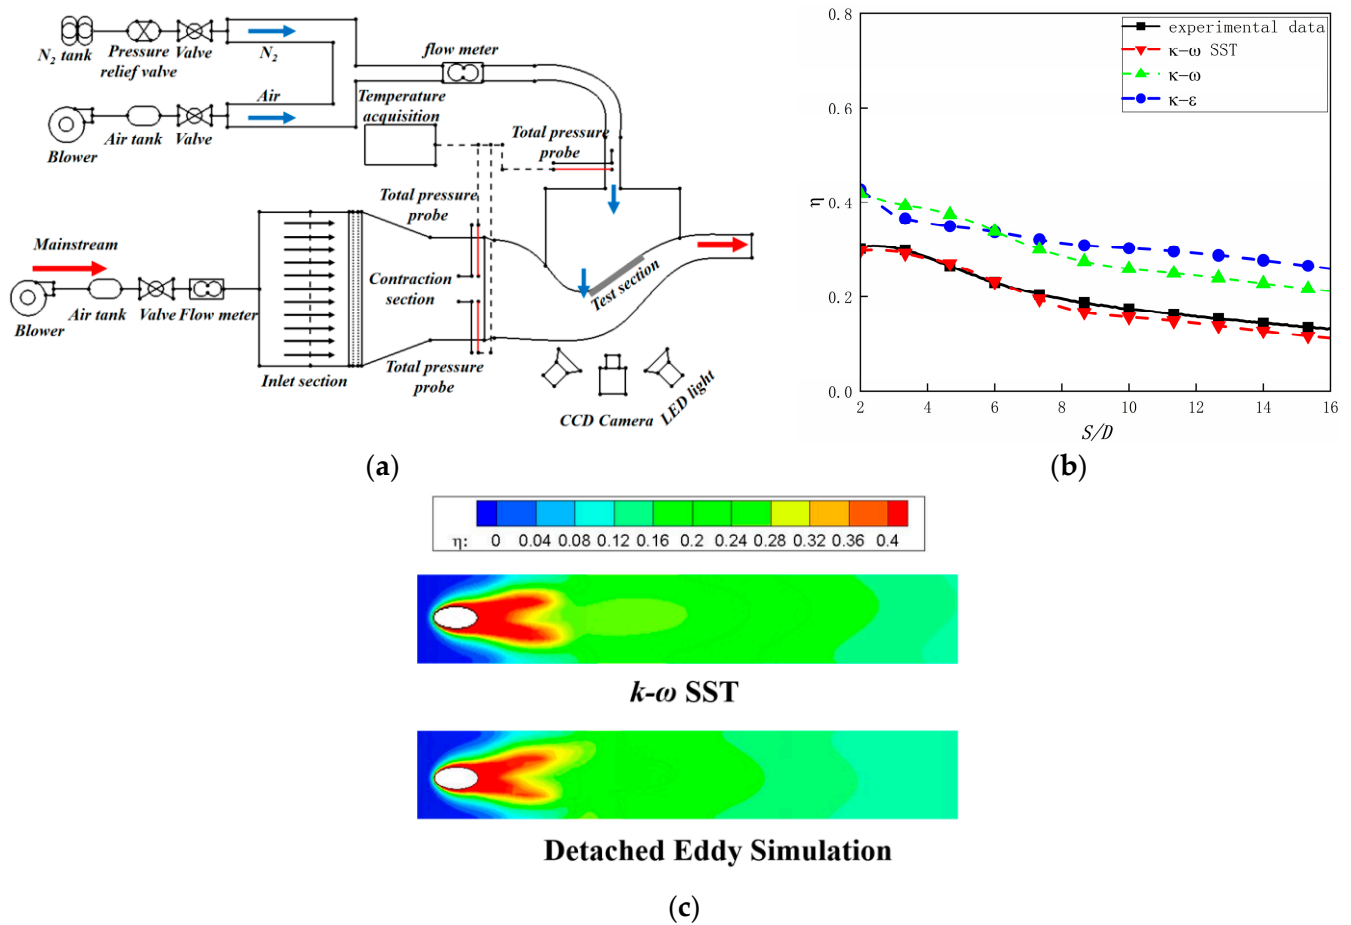 N2 tank
Pressure
relief valve
Valve
N2
flow meter
Air
Blower
Air tank
Valve
Temperature
acquisition
Total pressure
probe
Total pressure
probe
Mainstream
Contraction
section
Test section
Blower
Air tank
Valve
Flow meter
Inlet section
Total pressure
probe
CCD Camera
LED light
(a)
0.8
0.6
0.4
0.2
0.0
η
experimental data
κ-ω SST
κ-ω
κ-ε
2 4 6 8 10 12 14 16
S/D
(b)
η: 0 0.04 0.08 0.12 0.16 0.2 0.24 0.28 0.32 0.36 0.4
k-ω SST
Detached Eddy Simulation
(c)